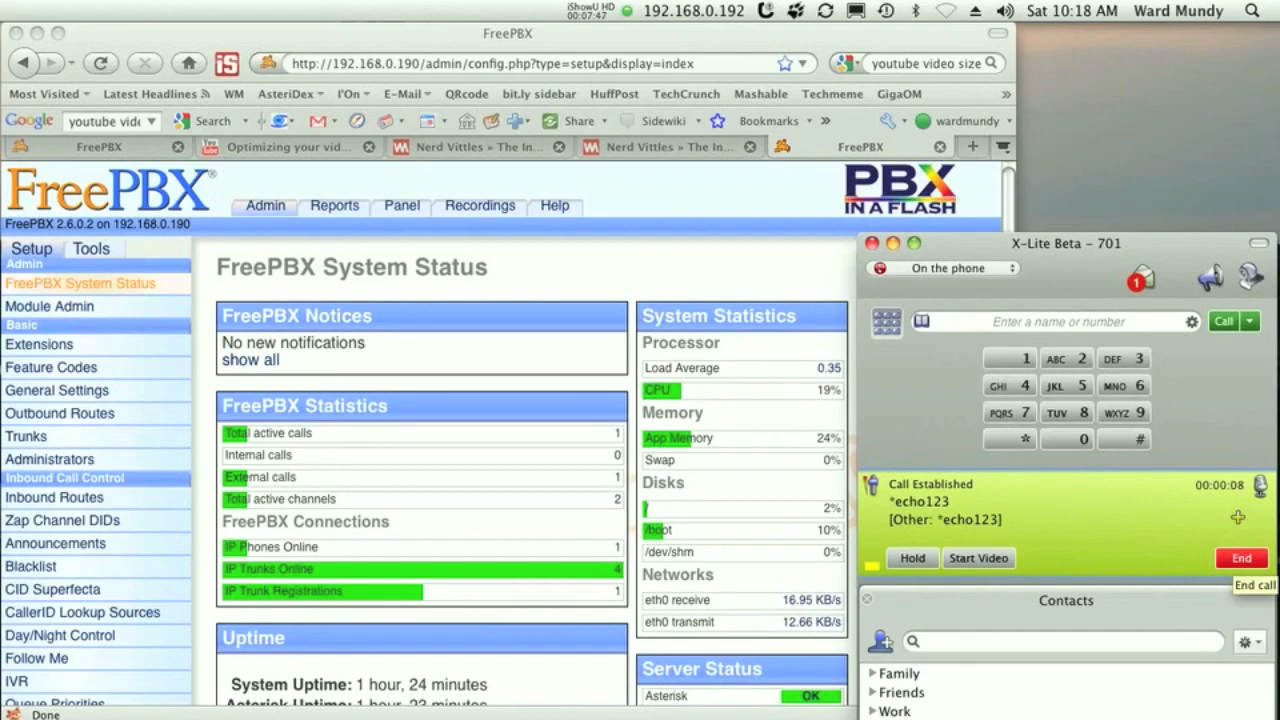 iShowU HD
00:07:47
192.168.0.192
Sat 10:18 AM Ward Mundy
FreePBX
http://192.168.0.190/admin/config.php?type=setup&display=index
youtube video size
Most Visited Latest Headlines WM AsteriDex I'On E-Mail QRcode bit.ly sidebar HuffPost TechCrunch Mashable Techmeme GigaOM »
Google youtube vide Search Share Sidewiki Bookmarks » wardmundy
FreePBX Optimizing your vid... Nerd Vittles » The In... Nerd Vittles » The In... FreePBX
FreePBX®
Admin Reports Panel Recordings Help
PBX
IN A FLASH
FreePBX 2.6.0.2 on 192.168.0.190
Setup Tools
Admin
FreePBX System Status
Module Admin
Basic
Extensions
Feature Codes
General Settings
Outbound Routes
Trunks
Administrators
Inbound Call Control
Inbound Routes
Zap Channel DIDs
Announcements
Blacklist
CID Superfecta
CallerID Lookup Sources
Day/Night Control
Follow Me
IVR
Queue Priorities
Done
FreePBX System Status
FreePBX Notices
No new notifications
show all
FreePBX Statistics
Total active calls 1
Internal calls 0
External calls 1
Total active channels 2
FreePBX Connections
IP Phones Online 1
IP Trunks Online 4
IP Trunk Registrations 1
Uptime
System Uptime: 1 hour, 24 minutes
Asterisk Uptime: 1 hour, 23 minutes
System Statistics
Processor
Load Average 0.35
CPU 19%
Memory
App Memory 24%
Swap 0%
Disks
/ 2%
/boot 10%
/dev/shm 0%
Networks
eth0 receive 16.95 KB/s
eth0 transmit 12.66 KB/s
Server Status
Asterisk OK
X-Lite Beta - 701
On the phone
1
Enter a name or number
Call
1 ABC 2 DEF 3
GHI 4 JKL 5 MNO 6
PQRS 7 TUV 8 WXYZ 9
* 0 #
Call Established 00:00:08
*echo123
[Other: *echo123]
Hold Start Video End
End call
Contacts
Family
Friends
Work